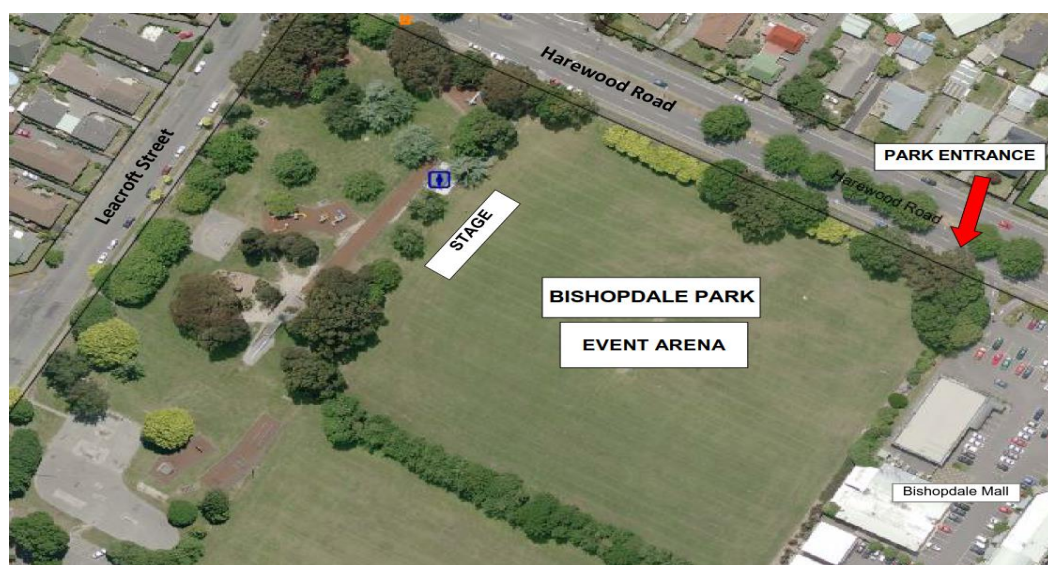 Harewood Road
Leacroft Street
PARK ENTRANCE
Harewood Road
STAGE
BISHOPDALE PARK
EVENT ARENA
Bishopdale Mall